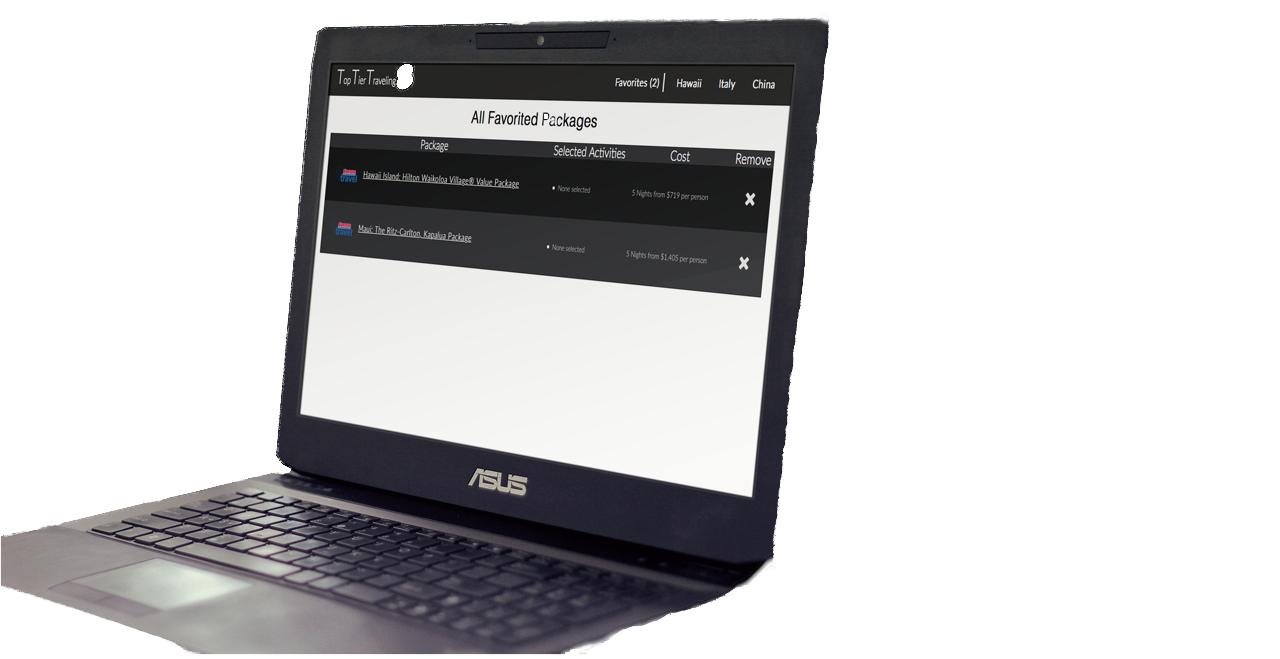 Top Tier Traveling
Favorites (2) Hawaii Italy China
All Favorited Packages
Package Selected Activities Cost Remove
travel Hawaii Island: Hilton Waikoloa Village® Value Package • None selected 5 Nights from $719 per person ✖
travel Maui: The Ritz-Carlton, Kapalua Package • None selected 5 Nights from $1,405 per person ✖
ASUS